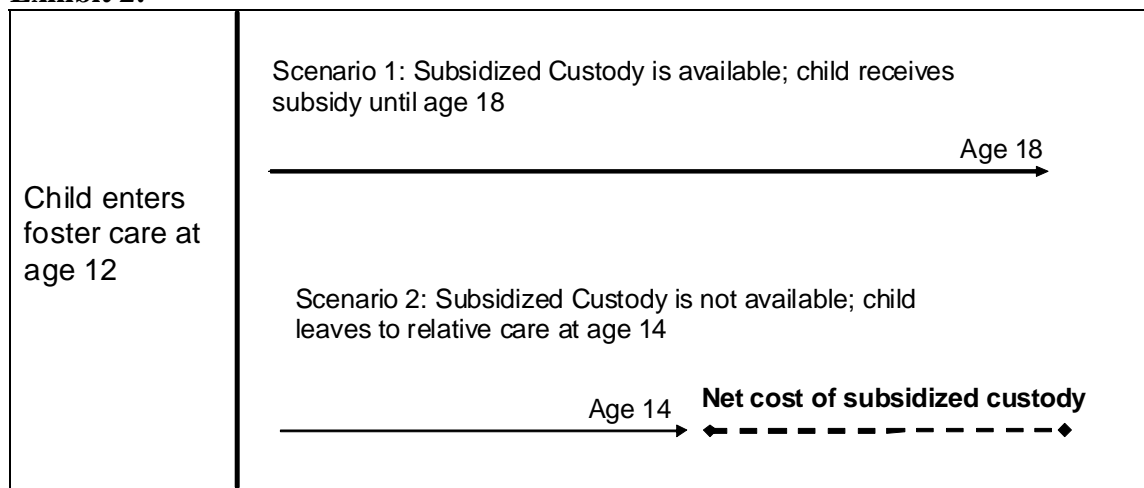 Child enters
foster care at
age 12
Scenario 1: Subsidized Custody is available; child receives
subsidy until age 18
Age 18
Scenario 2: Subsidized Custody is not available; child
leaves to relative care at age 14
Age 14
Net cost of subsidized custody